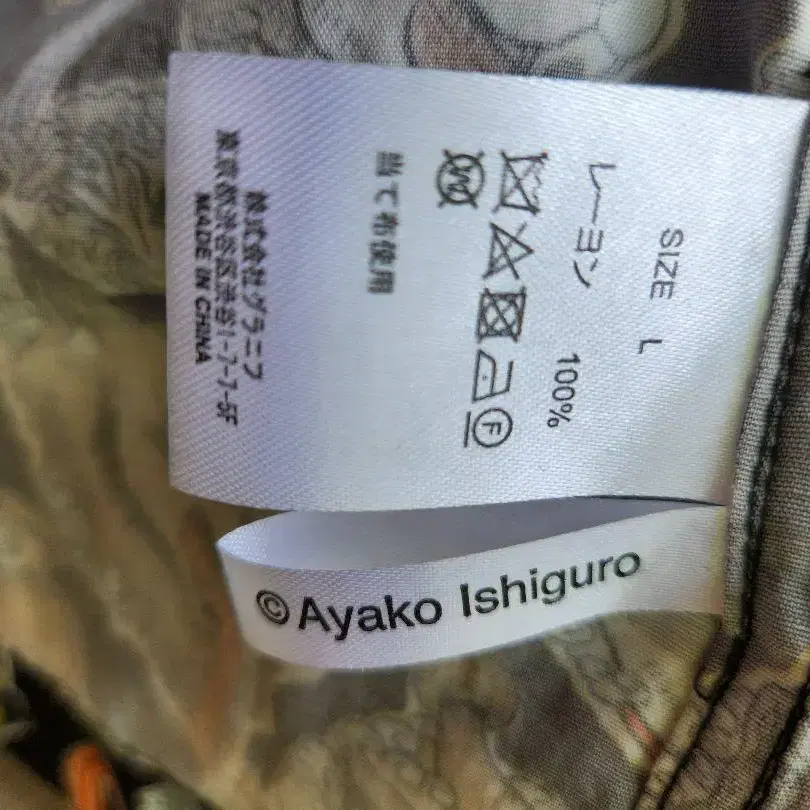 SIZE L
レーヨン 100%
F
W
当て布使用
株式会社グラニフ
東京都渋谷区渋谷1-7-7-5F
MADE IN CHINA
©Ayako Ishiguro